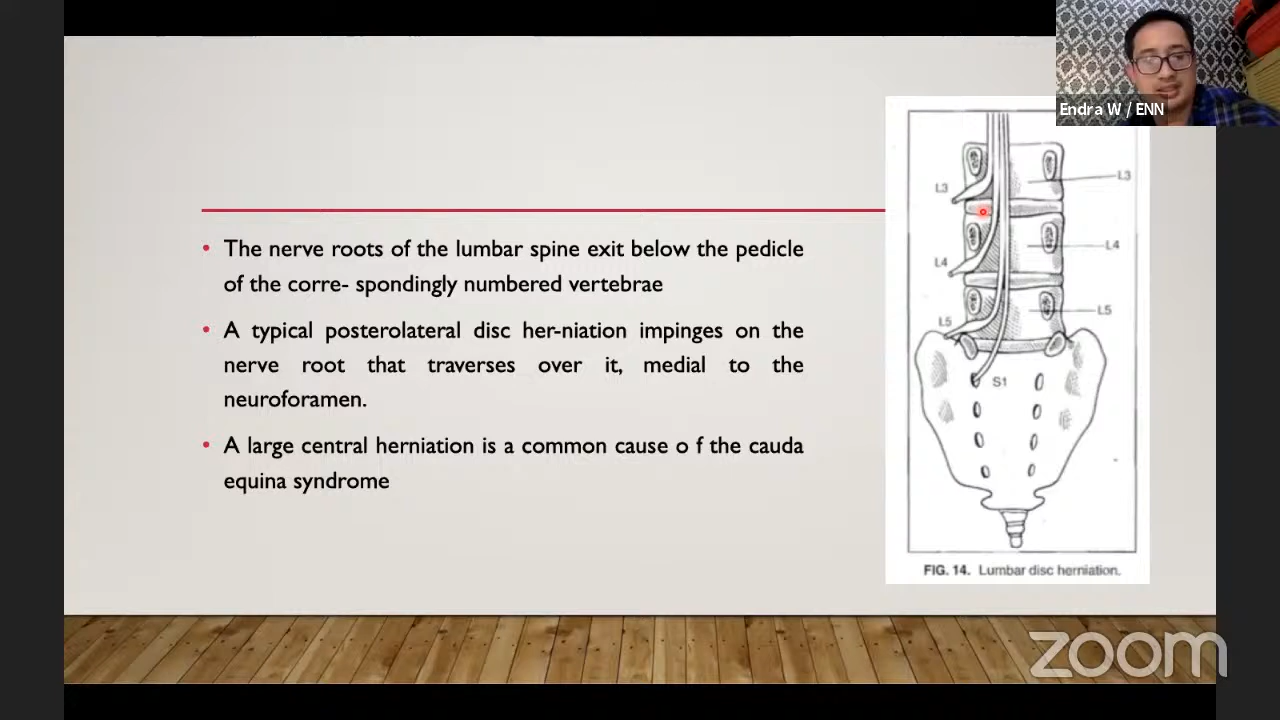 Endra W / ENN
The nerve roots of the lumbar spine exit below the pedicle
of the corre- spondingly numbered vertebrae
A typical posterolateral disc her-niation impinges on the
nerve root that traverses over it, medial to the
neuroforamen.
A large central herniation is a common cause o f the cauda
equina syndrome
L3
L3
L4
L4
L5
L5
S1
FIG. 14. Lumbar disc herniation.
zoom